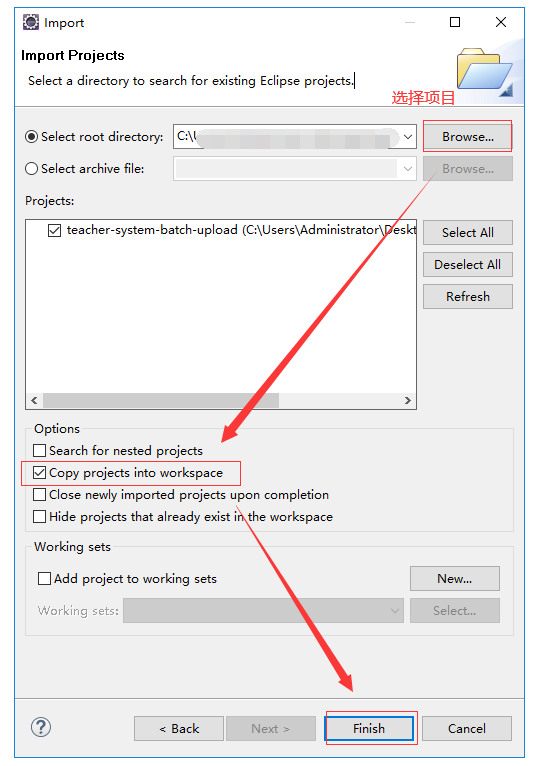 Import
Import Projects
Select a directory to search for existing Eclipse projects.
选择项目
Select root directory: C:\ Browse...
Select archive file: Browse...
Projects:
teacher-system-batch-upload (C:\Users\Administrator\Deskt
Select All
Deselect All
Refresh
Options
Search for nested projects
Copy projects into workspace
Close newly imported projects upon completion
Hide projects that already exist in the workspace
Working sets
Add project to working sets New...
Working sets: Select...
? < Back Next > Finish Cancel